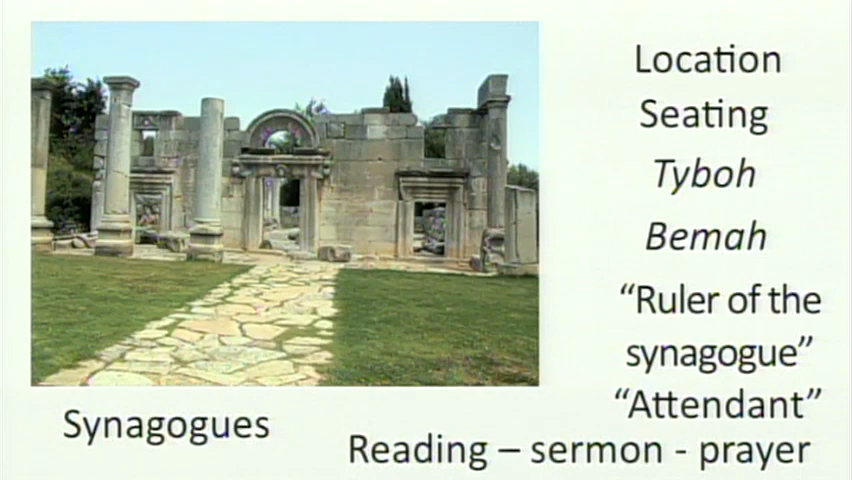 Location
Seating
Tyboh
Bemah
“Ruler of the
synagogue”
“Attendant”
Synagogues
Reading – sermon - prayer